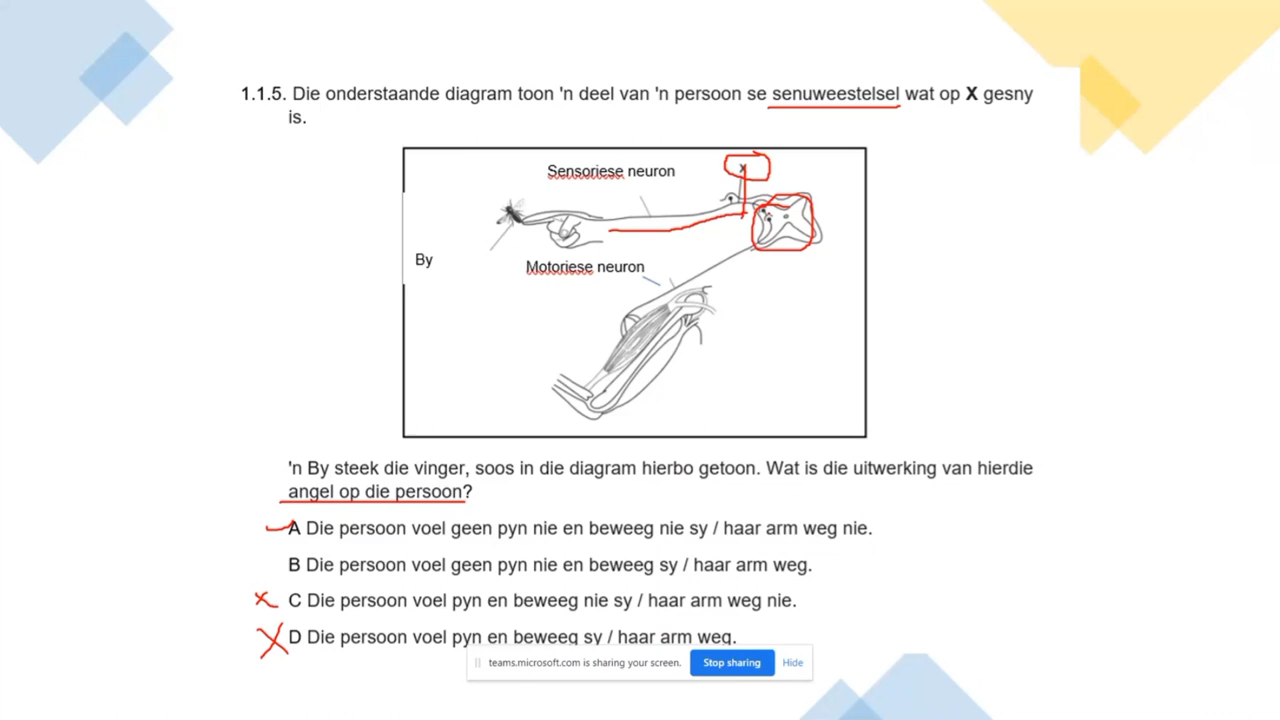 1.1.5. Die onderstaande diagram toon 'n deel van 'n persoon se senuweestelsel wat op X gesny
is.
Sensoriese neuron
X
By
Motoriese neuron
'n By steek die vinger, soos in die diagram hierbo getoon. Wat is die uitwerking van hierdie
angel op die persoon?
A Die persoon voel geen pyn nie en beweeg nie sy / haar arm weg nie.
B Die persoon voel geen pyn nie en beweeg sy / haar arm weg.
C Die persoon voel pyn en beweeg nie sy / haar arm weg nie.
D Die persoon voel pyn en beweeg sy / haar arm weg.
teams.microsoft.com is sharing your screen. Stop sharing Hide